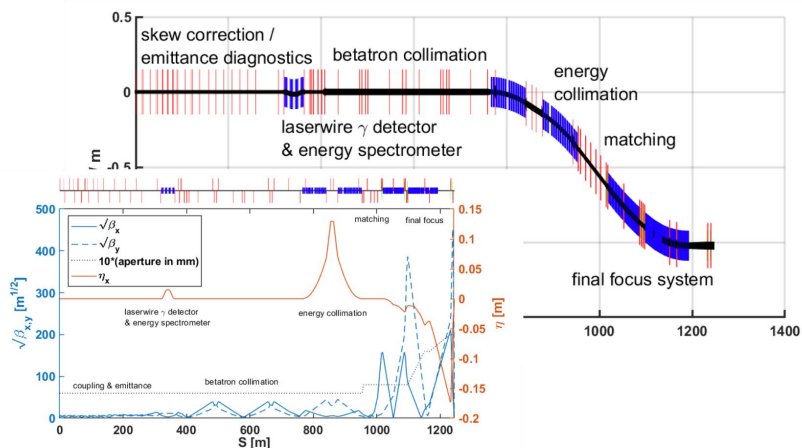 0.5
skew correction /
emittance diagnostics
betatron collimation
energy
collimation
0
laserwire γ detector
& energy spectrometer
matching
-0.5
/ m
final focus system
1000
1200
1400
500
400
300
200
100
0
√β_x,y [m^1/2]
√β_x
√β_y
10*(aperture in mm)
η_x
matching
final focus
laserwire γ detector
& energy spectrometer
energy collimation
coupling & emittance
betatron collimation
0.15
0.1
0.05
0
-0.05
-0.1
-0.15
-0.2
η [m]
0
200
400
600
800
1000
1200
S [m]